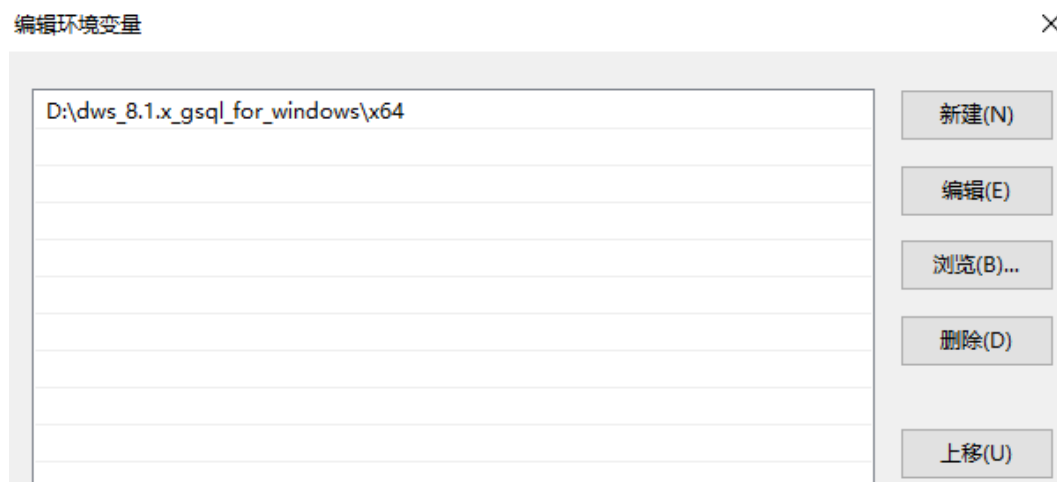 编辑环境变量
D:\dws_8.1.x_gsql_for_windows\x64
新建(N)
编辑(E)
浏览(B)...
删除(D)
上移(U)